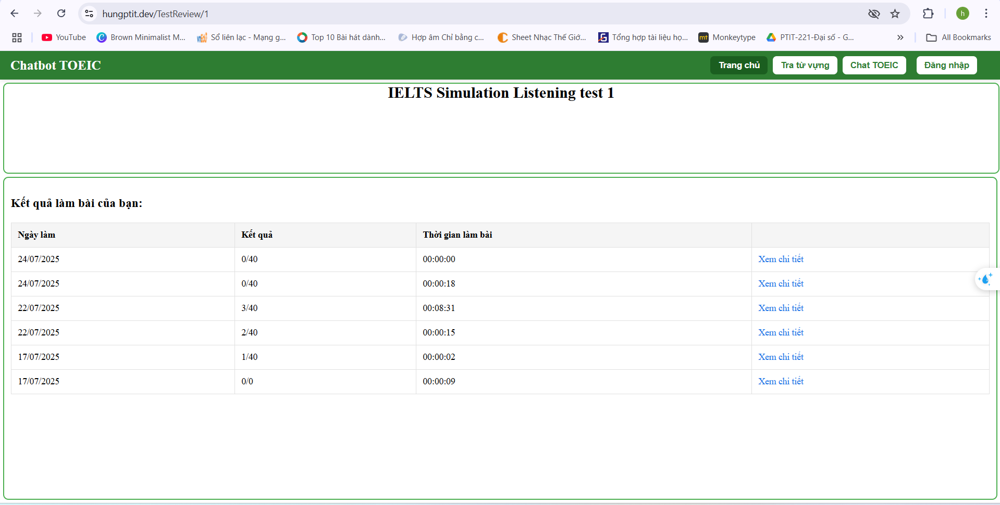 hungptit.dev/TestReview/1
h
YouTube
Brown Minimalist M...
Sổ liên lạc - Mạng g...
Top 10 Bài hát dành...
Hợp âm Chỉ bằng c...
Sheet Nhạc Thế Giớ...
Tổng hợp tài liệu họ...
mt Monkeytype
PTIT-221-Đại số - G...
All Bookmarks
Chatbot TOEIC
Trang chủ
Tra từ vựng
Chat TOEIC
Đăng nhập
IELTS Simulation Listening test 1
Kết quả làm bài của bạn:
Ngày làm Kết quả Thời gian làm bài
24/07/2025 0/40 00:00:00 Xem chi tiết
24/07/2025 0/40 00:00:18 Xem chi tiết
22/07/2025 3/40 00:08:31 Xem chi tiết
22/07/2025 2/40 00:00:15 Xem chi tiết
17/07/2025 1/40 00:00:02 Xem chi tiết
17/07/2025 0/0 00:00:09 Xem chi tiết